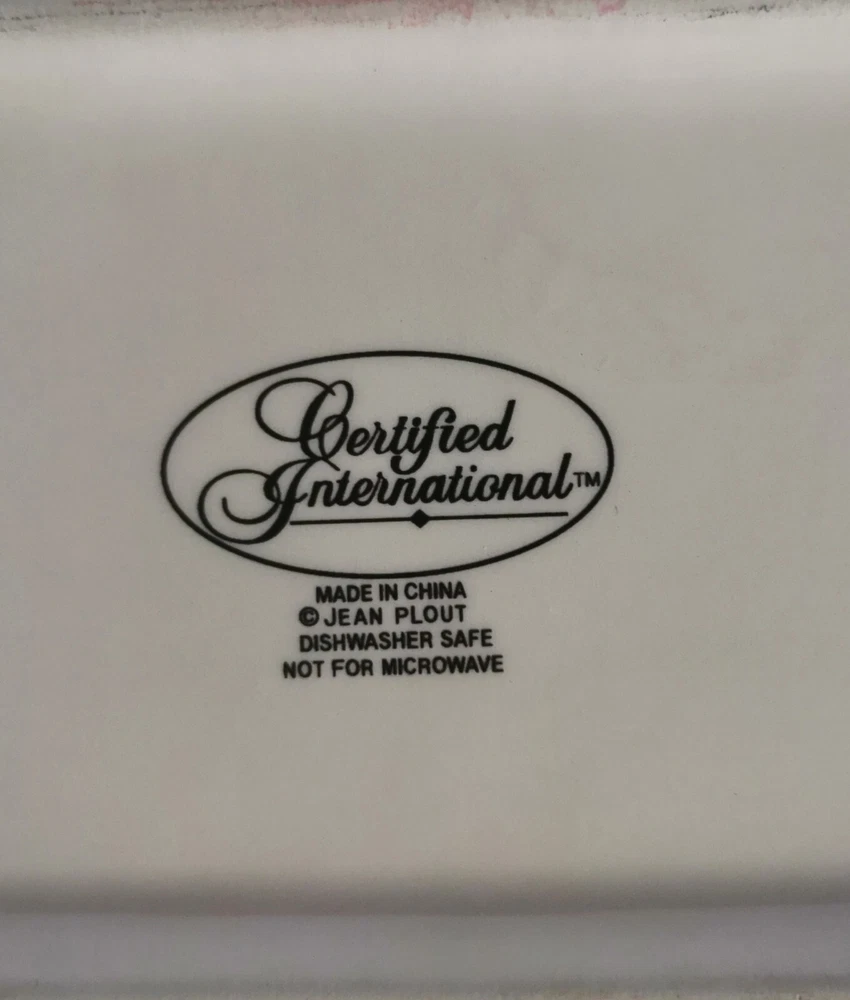 Certified
International™
MADE IN CHINA
© JEAN PLOUT
DISHWASHER SAFE
NOT FOR MICROWAVE